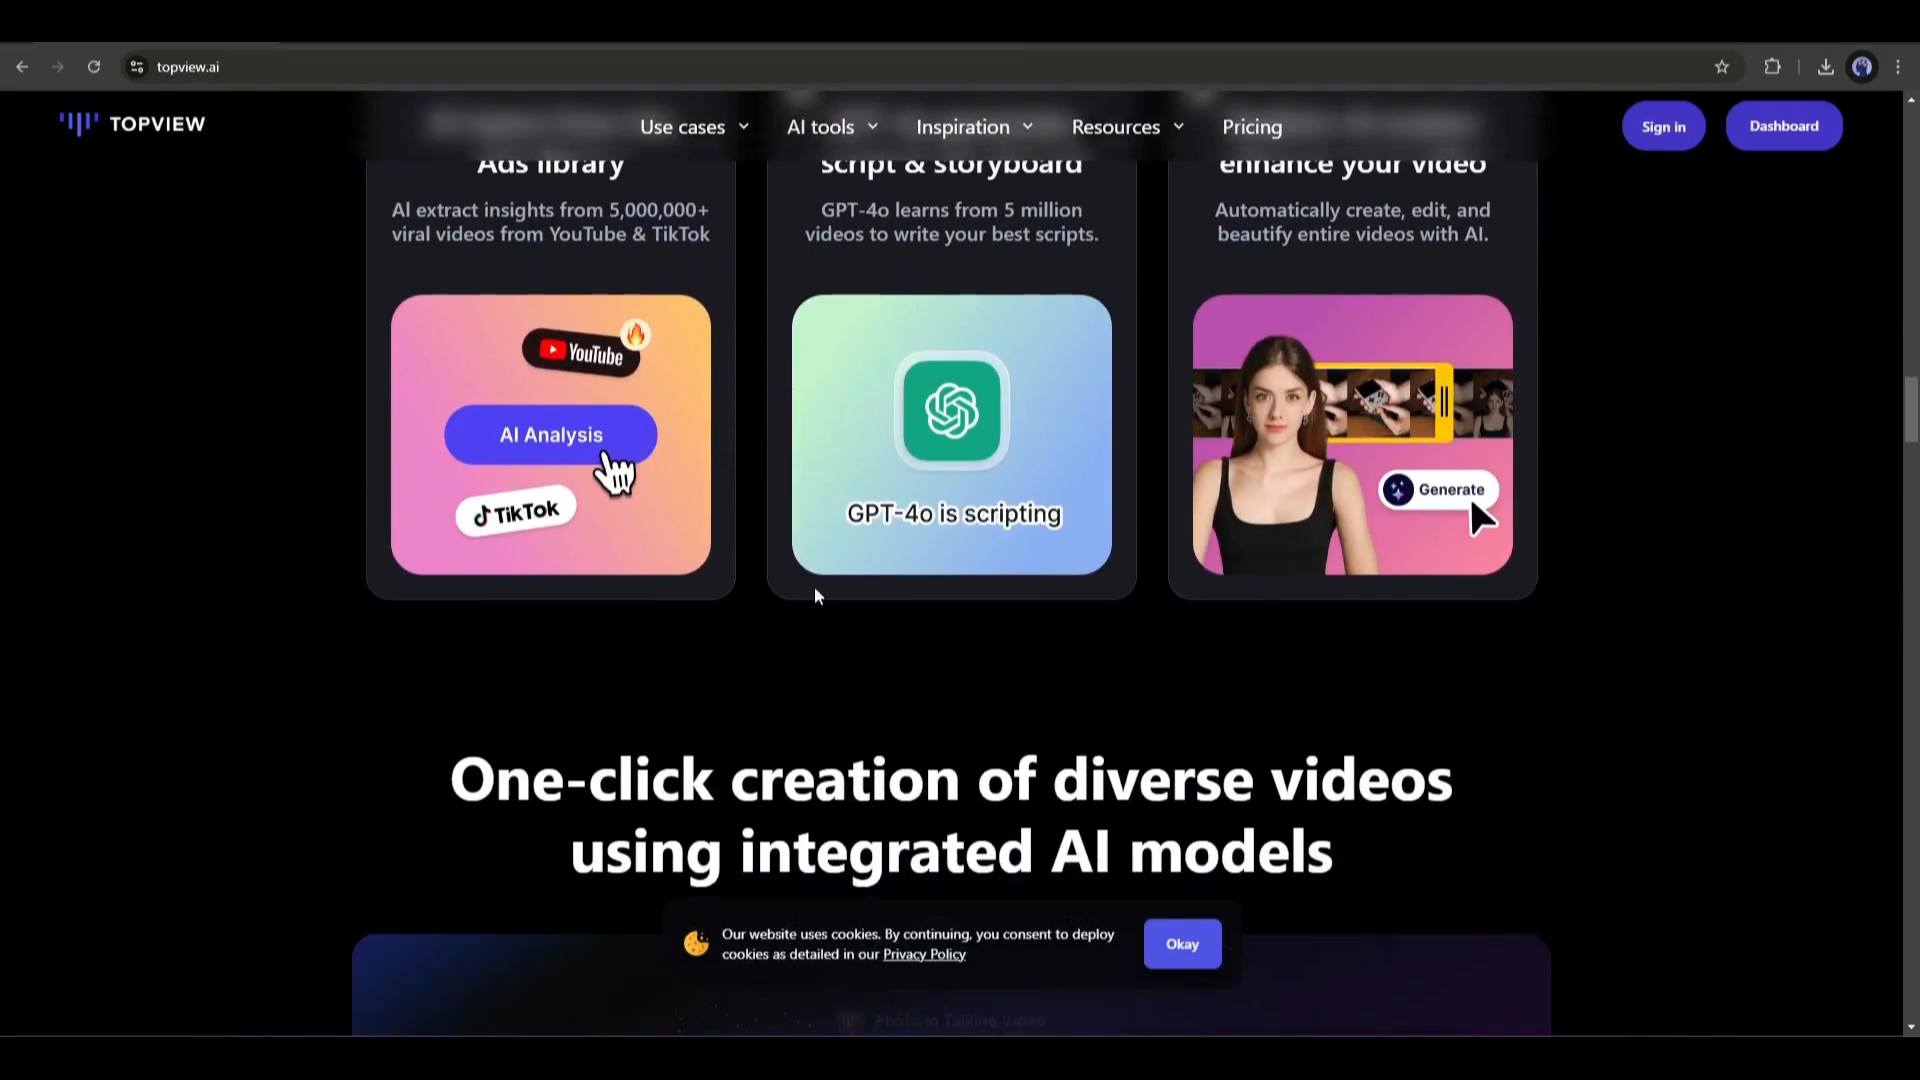 topview.ai
TOPVIEW
Use cases
AI tools
Inspiration
Resources
Pricing
Sign in
Dashboard
Ads library
AI extract insights from 5,000,000+
viral videos from YouTube & TikTok
YouTube
AI Analysis
TikTok
script & storyboard
GPT-4o learns from 5 million
videos to write your best scripts.
GPT-4o is scripting
enhance your video
Automatically create, edit, and
beautify entire videos with AI.
Generate
One-click creation of diverse videos
using integrated AI models
Our website uses cookies. By continuing, you consent to deploy
cookies as detailed in our Privacy Policy
Okay
Photo to Talking Video